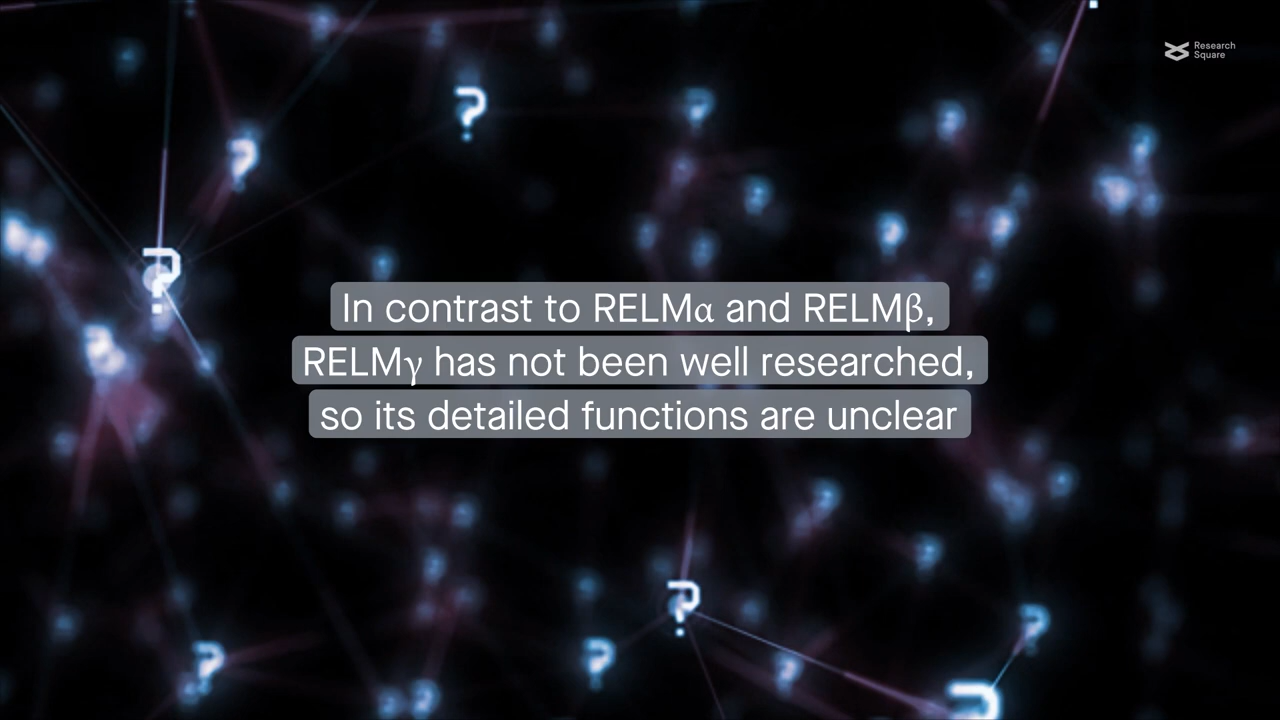 Research
Square
In contrast to RELMα and RELMβ,
RELMγ has not been well researched,
so its detailed functions are unclear